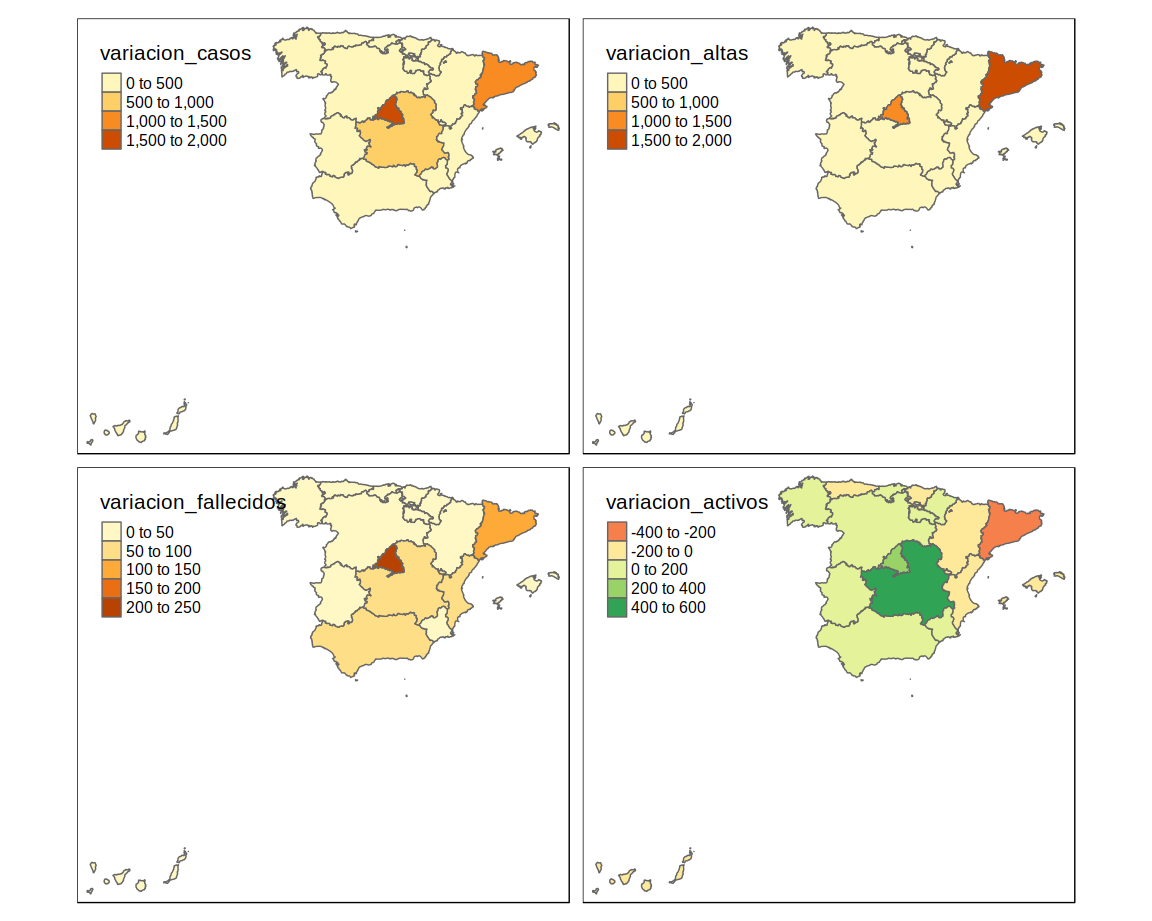 variacion_casos
0 to 500
500 to 1,000
1,000 to 1,500
1,500 to 2,000
variacion_altas
0 to 500
500 to 1,000
1,000 to 1,500
1,500 to 2,000
variacion_fallecidos
0 to 50
50 to 100
100 to 150
150 to 200
200 to 250
variacion_activos
-400 to -200
-200 to 0
0 to 200
200 to 400
400 to 600